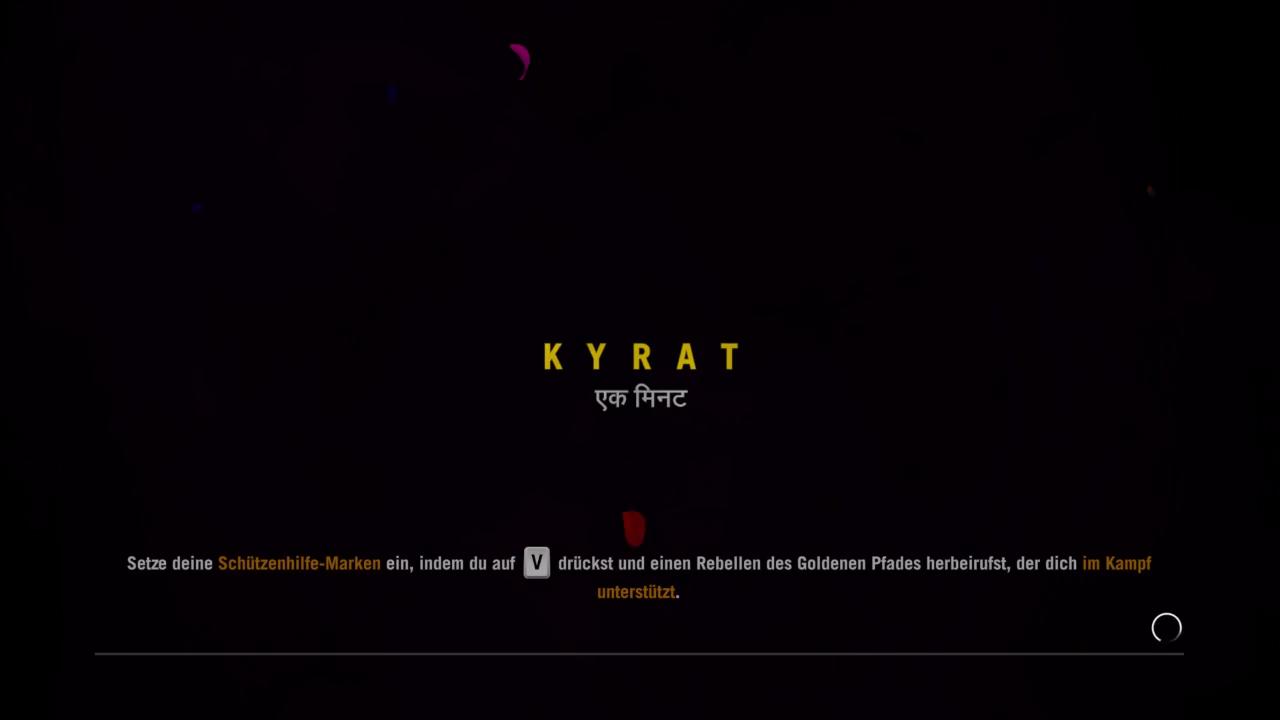 KYRAT
एक मिनट
Setze deine Schützenhilfe-Marken ein, indem du auf V drückst und einen Rebellen des Goldenen Pfades herbeirufst, der dich im Kampf
unterstützt.